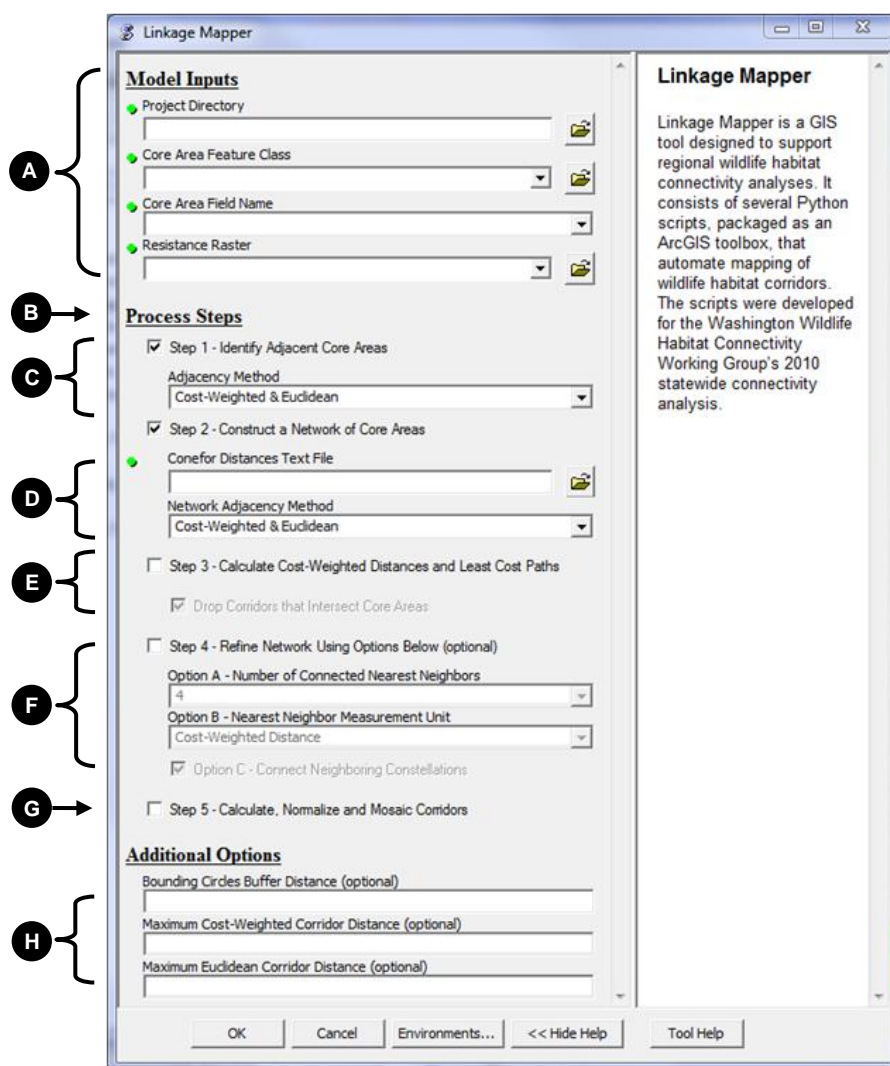 Linkage Mapper
A
Model Inputs
Project Directory
Core Area Feature Class
Core Area Field Name
Resistance Raster
B
Process Steps
C
Step 1 - Identify Adjacent Core Areas
Adjacency Method
Cost-Weighted & Euclidean
Step 2 - Construct a Network of Core Areas
D
Conefor Distances Text File
Network Adjacency Method
Cost-Weighted & Euclidean
E
Step 3 - Calculate Cost-Weighted Distances and Least Cost Paths
Drop Corridors that Intersect Core Areas
F
Step 4 - Refine Network Using Options Below (optional)
Option A - Number of Connected Nearest Neighbors
4
Option B - Nearest Neighbor Measurement Unit
Cost-Weighted Distance
Option C - Connect Neighboring Constellations
G
Step 5 - Calculate, Normalize and Mosaic Corridors
Additional Options
H
Bounding Circles Buffer Distance (optional)
Maximum Cost-Weighted Corridor Distance (optional)
Maximum Euclidean Corridor Distance (optional)
Linkage Mapper
Linkage Mapper is a GIS
tool designed to support
regional wildlife habitat
connectivity analyses. It
consists of several Python
scripts, packaged as an
ArcGIS toolbox, that
automate mapping of
wildlife habitat corridors.
The scripts were developed
for the Washington Wildlife
Habitat Connectivity
Working Group's 2010
statewide connectivity
analysis.
OK
Cancel
Environments...
<< Hide Help
Tool Help